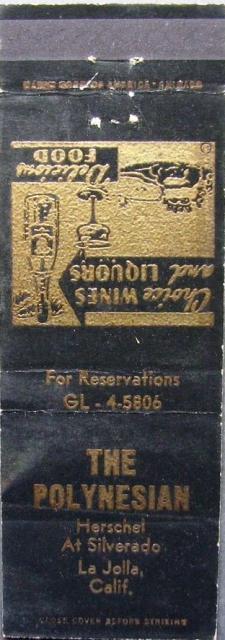 Choice WINES
and LIQUORS
Delicious
FOOD
For Reservations
GL - 4-5806
THE
POLYNESIAN
Herschel
At Silverado
La Jolla,
Calif.
CLOSE COVER BEFORE STRIKING